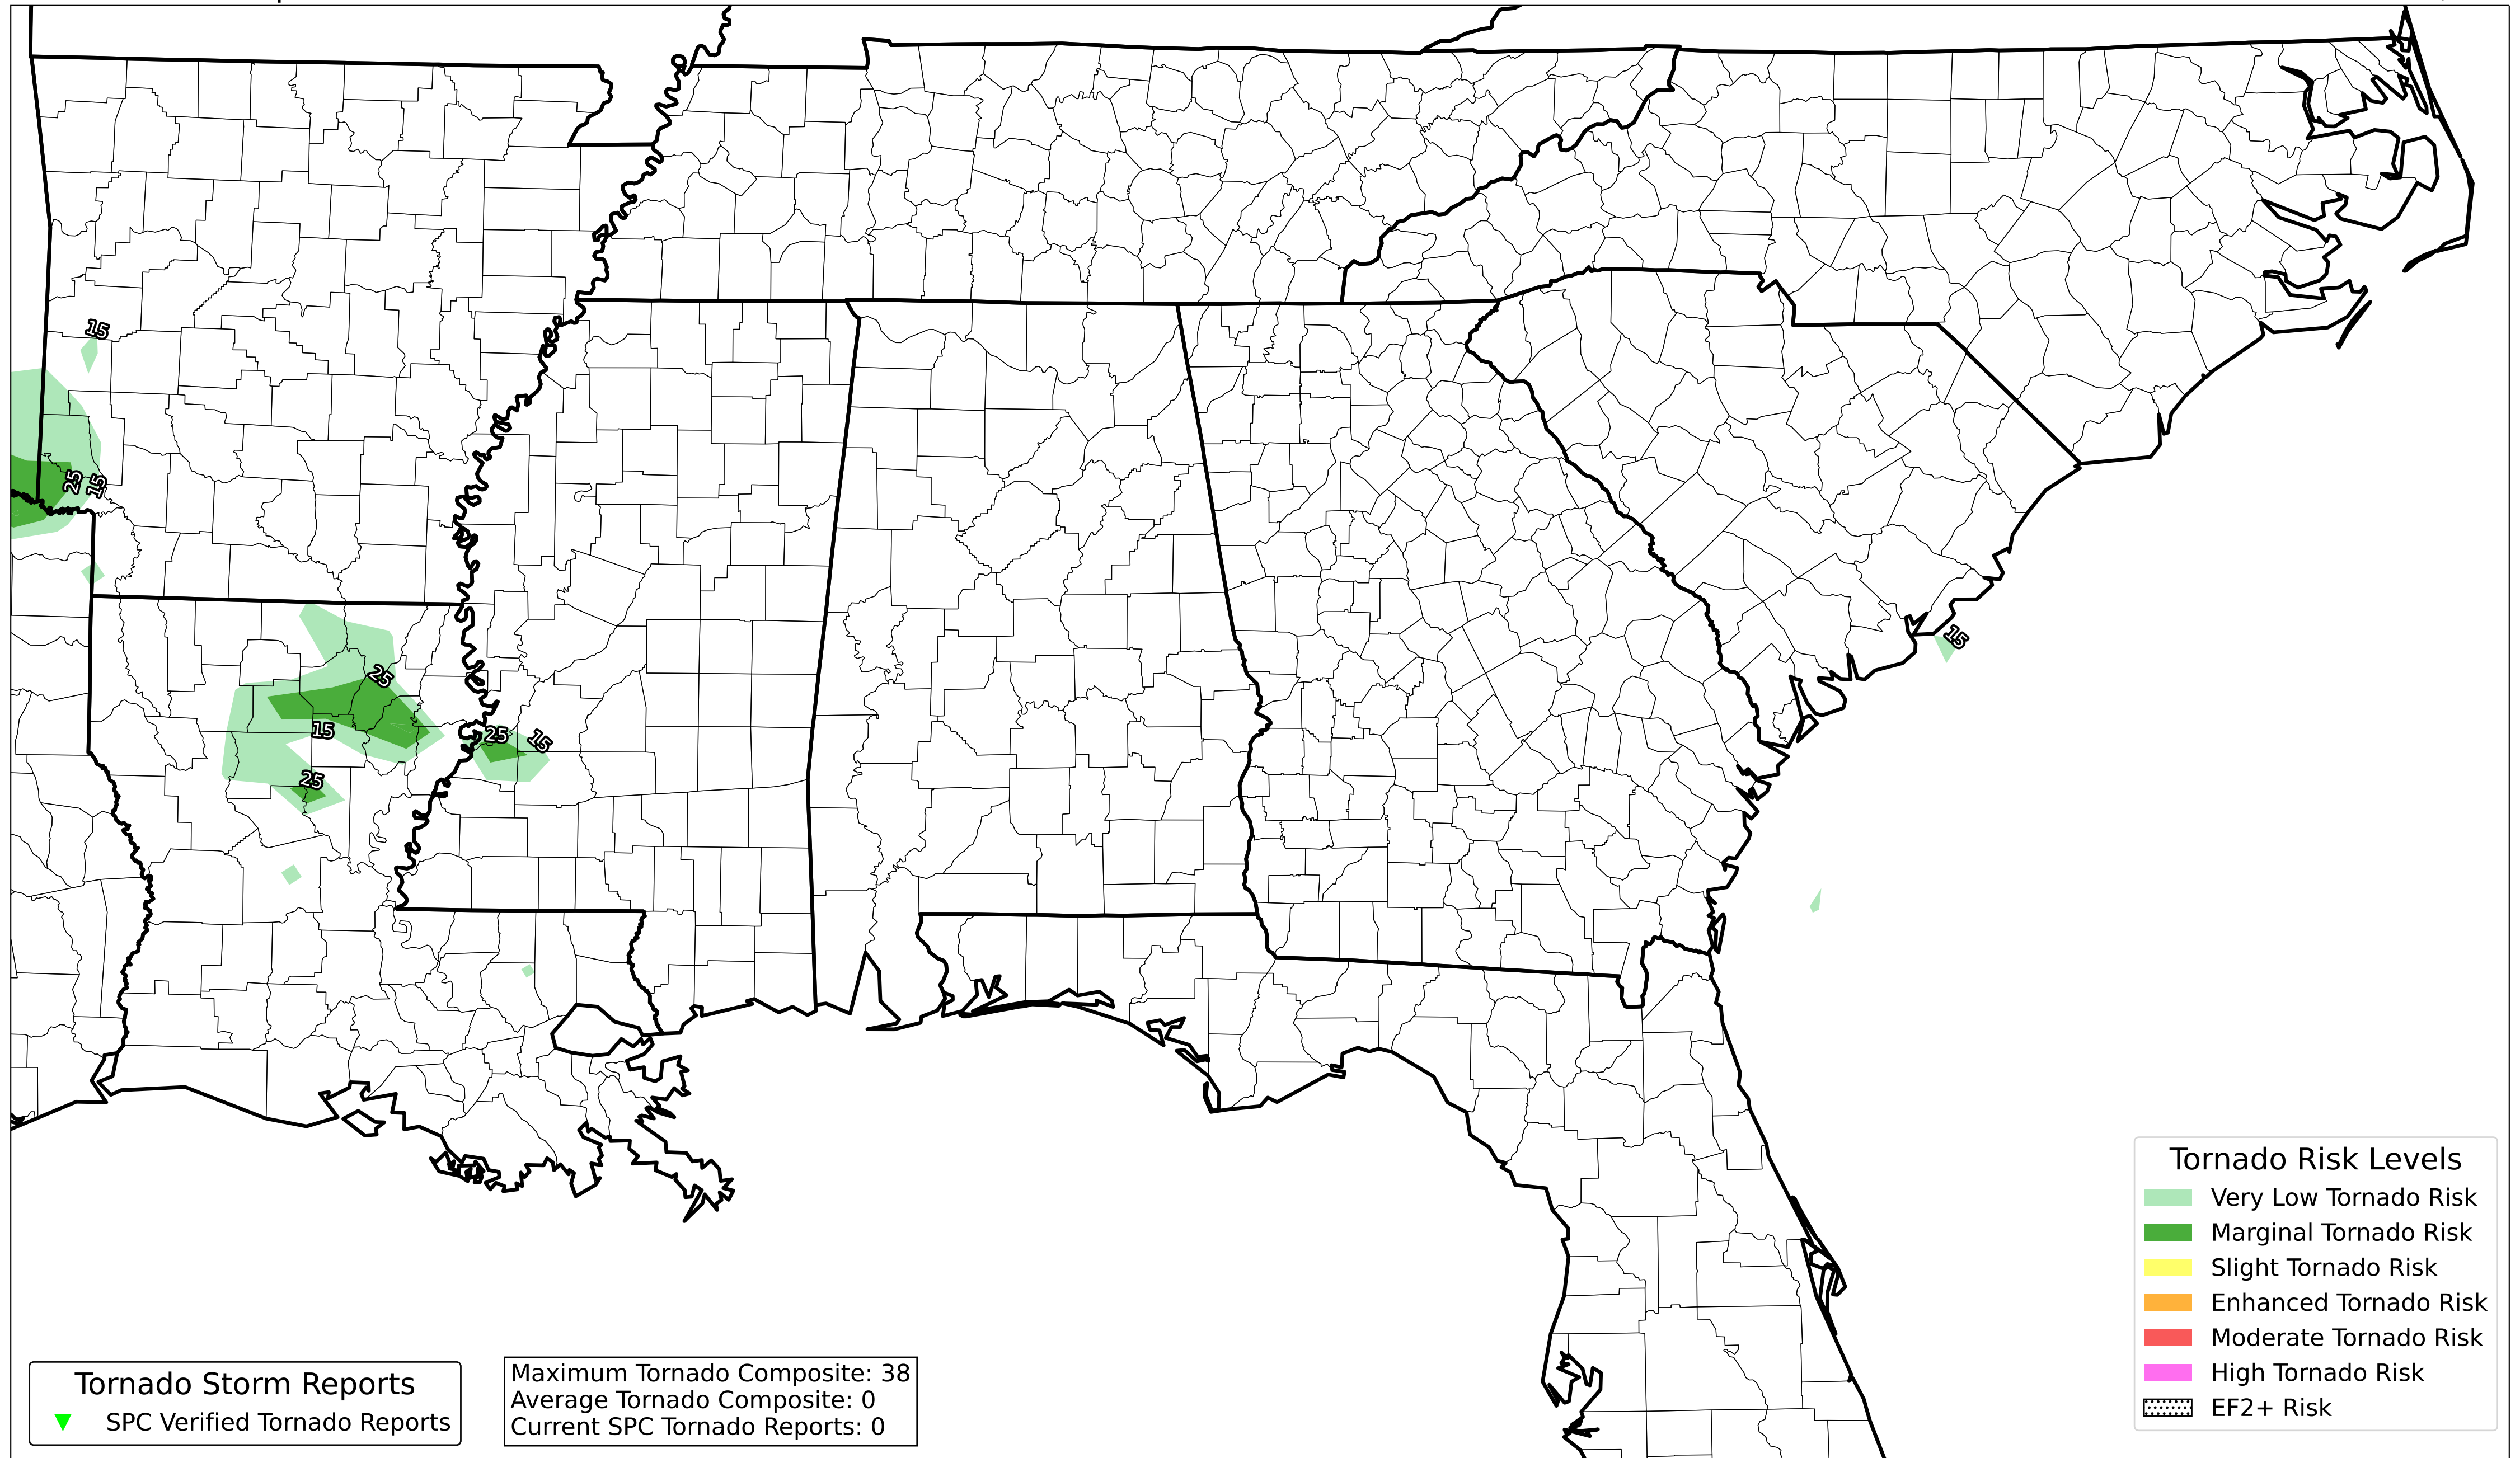 15
25
15
25
15
25
15
25
15
Tornado Storm Reports
SPC Verified Tornado Reports
Maximum Tornado Composite: 38
Average Tornado Composite: 0
Current SPC Tornado Reports: 0
Tornado Risk Levels
Very Low Tornado Risk
Marginal Tornado Risk
Slight Tornado Risk
Enhanced Tornado Risk
Moderate Tornado Risk
High Tornado Risk
EF2+ Risk